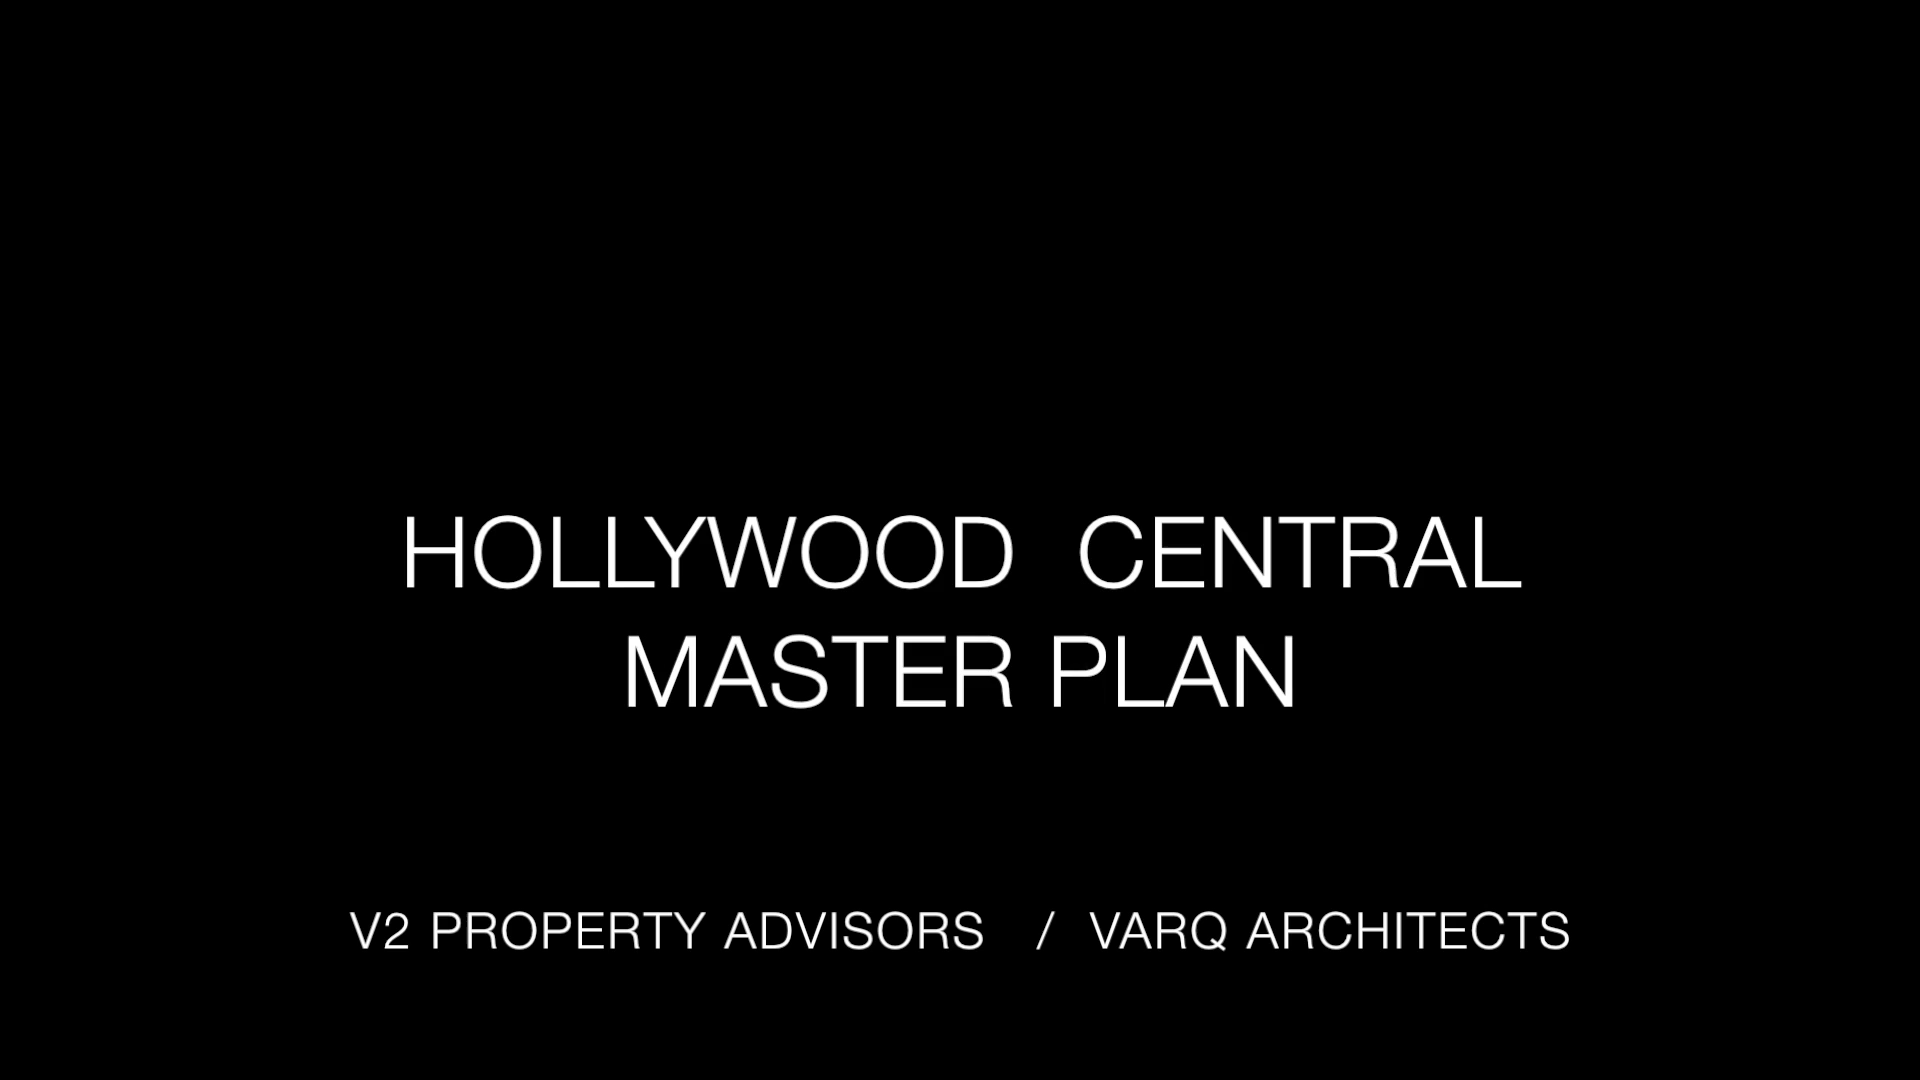 HOLLYWOOD CENTRAL
MASTER PLAN
V2 PROPERTY ADVISORS / VARQ ARCHITECTS